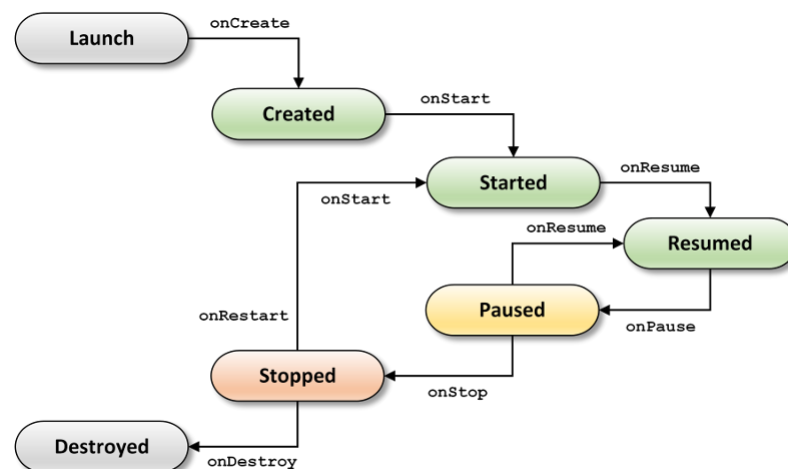 Launch
onCreate
Created
onStart
Started
onResume
onStart
onResume
Resumed
Paused
onRestart
onPause
Stopped
onStop
Destroyed
onDestroy